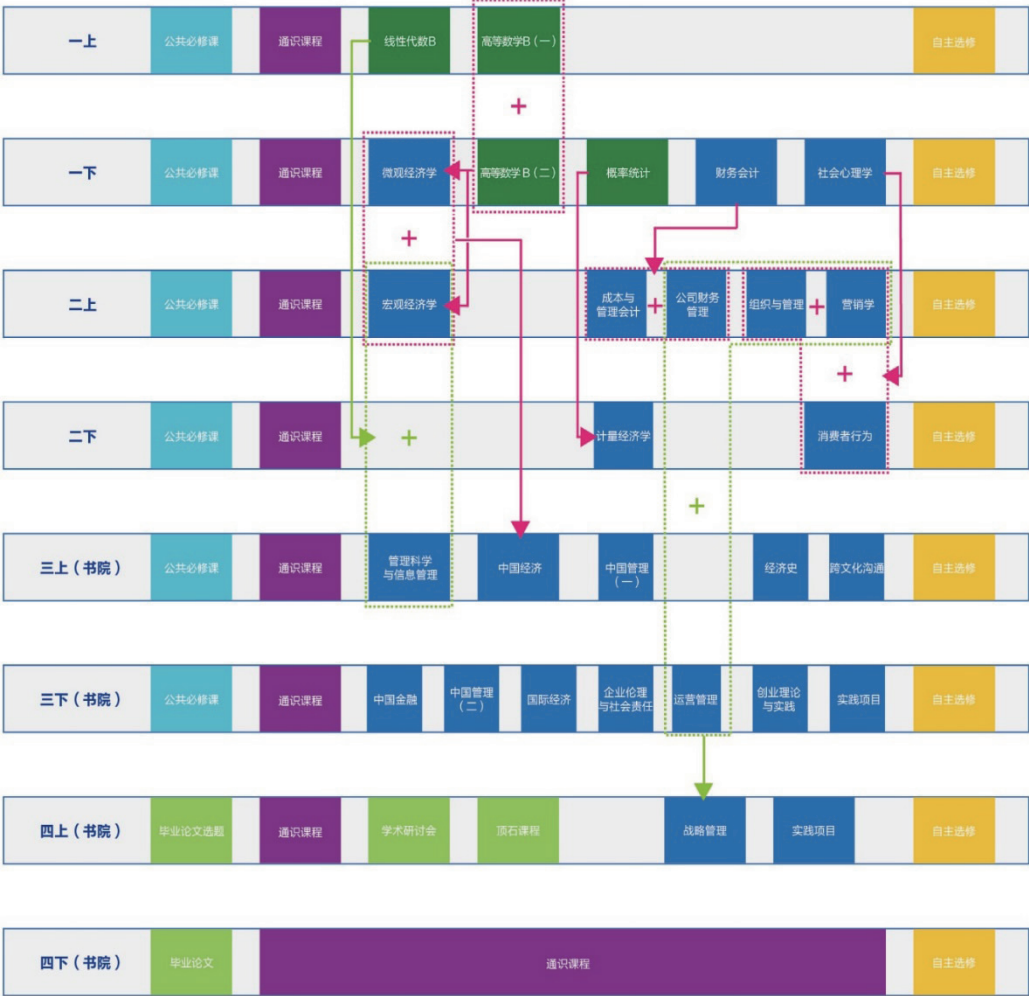 一上
公共必修课
通识课程
线性代数B
高等数学B（一）
自主选修
+
一下
公共必修课
通识课程
微观经济学
高等数学B（二）
概率统计
财务会计
社会心理学
自主选修
+
二上
公共必修课
通识课程
宏观经济学
成本与
管理会计
+
公司财务
管理
组织与管理
+
营销学
自主选修
+
二下
公共必修课
通识课程
+
计量经济学
消费者行为
自主选修
+
三上（书院）
公共必修课
通识课程
管理科学
与信息管理
中国经济
中国管理
（一）
经济史
跨文化沟通
自主选修
三下（书院）
公共必修课
通识课程
中国金融
中国管理
（二）
国际经济
企业伦理
与社会责任
运营管理
创业理论
与实践
实践项目
自主选修
四上（书院）
毕业论文选题
通识课程
学术研讨会
顶石课程
战略管理
实践项目
自主选修
四下（书院）
毕业论文
通识课程
自主选修